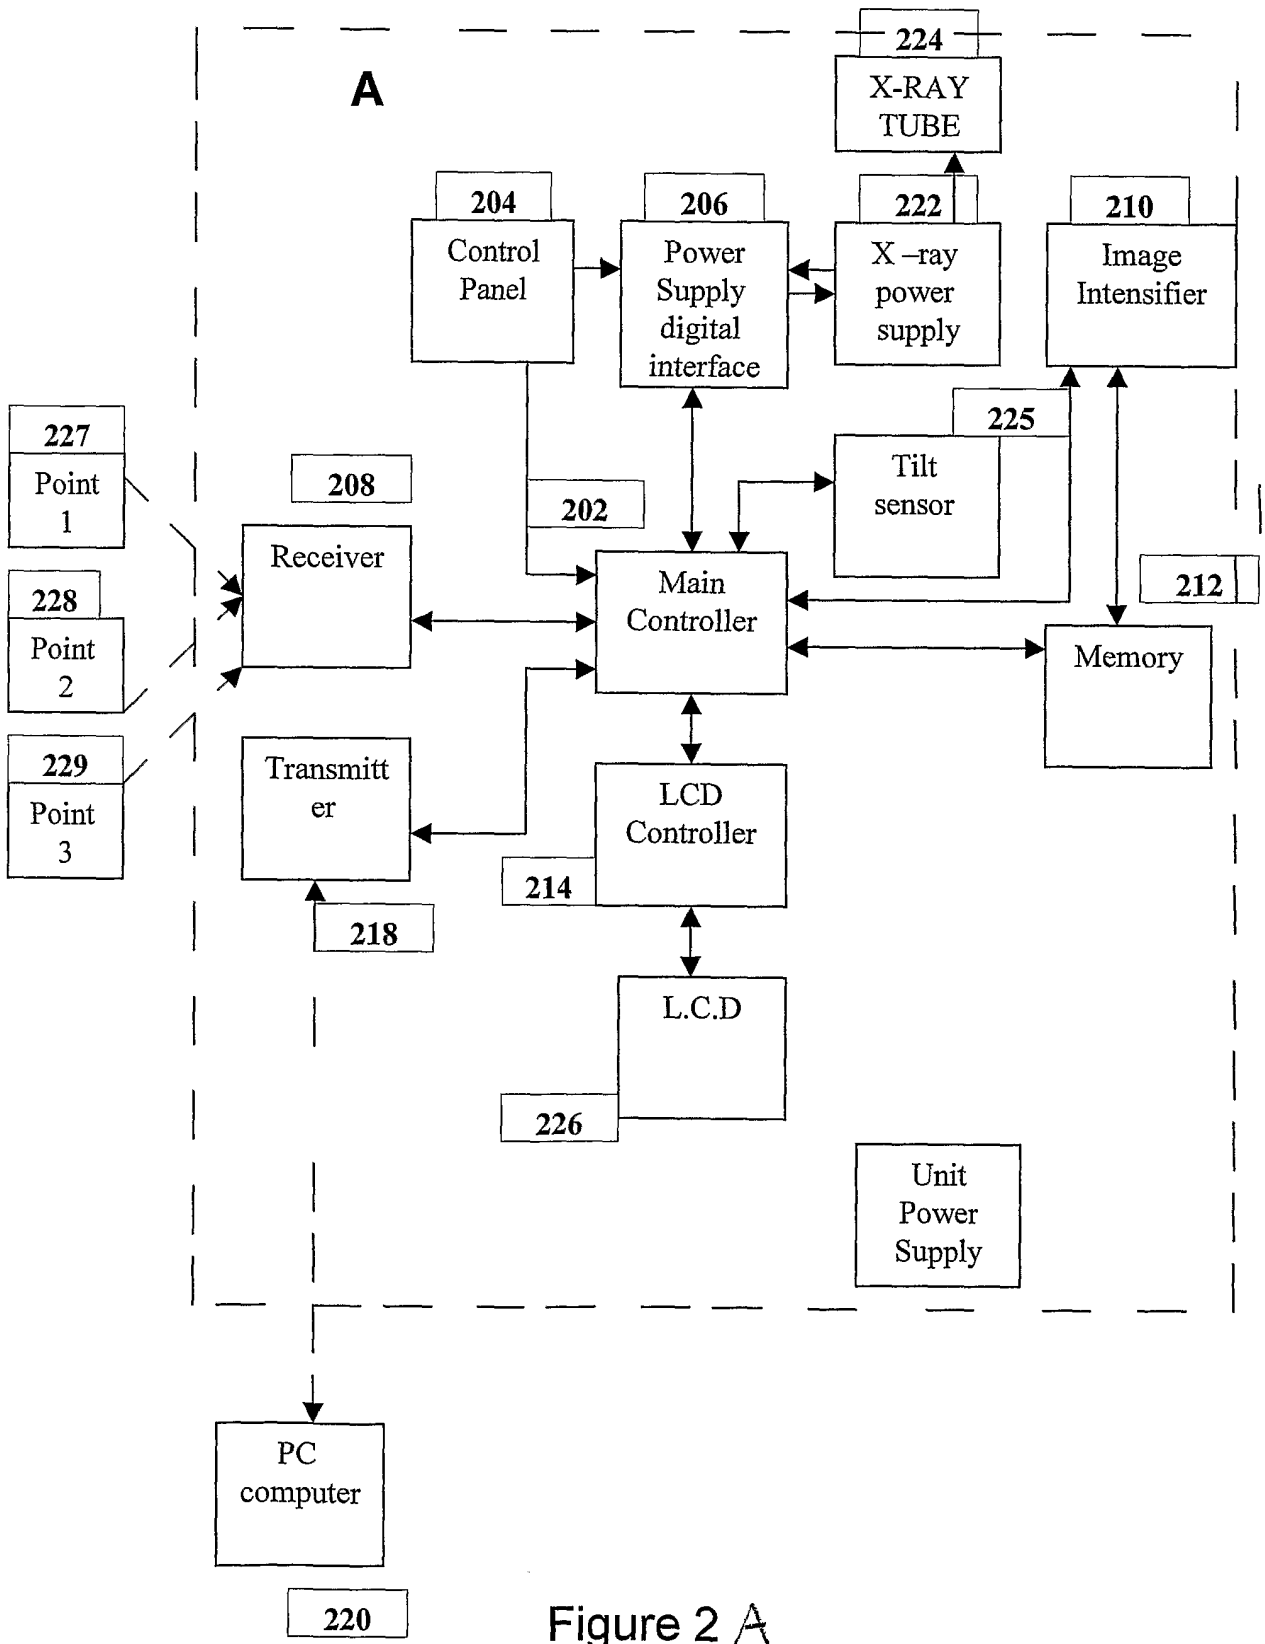 224
A
X-RAY
TUBE
204
206
222
210
Control
Panel
Power
Supply
digital
interface
X –ray
power
supply
Image
Intensifier
225
227
Point
1
208
202
Tilt
sensor
Receiver
Main
Controller
212
228
Point
2
Memory
229
Point
3
Transmitt
er
LCD
Controller
214
218
L.C.D
226
Unit
Power
Supply
PC
computer
220
Figure 2 A